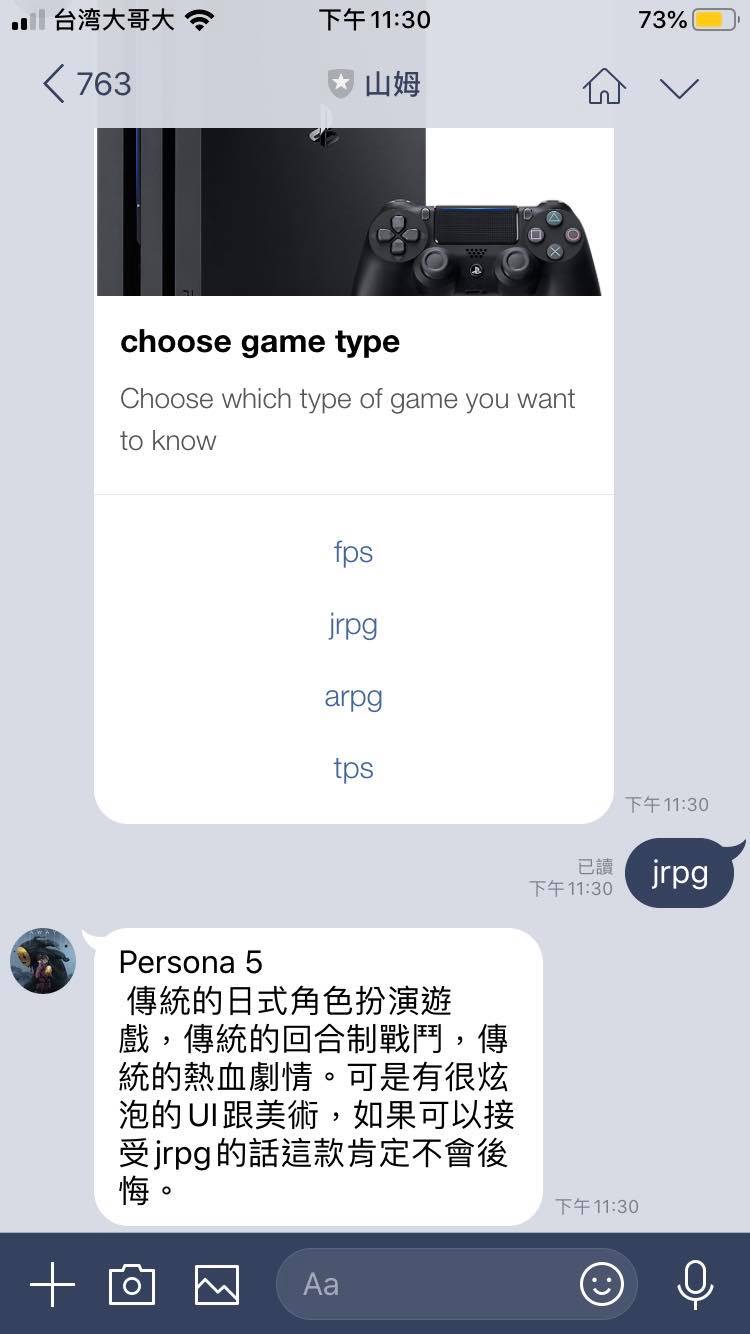 台湾大哥大
下午11:30
73%
763
山姆
choose game type
Choose which type of game you want
to know
fps
jrpg
arpg
tps
下午11:30
已讀
下午11:30
jrpg
Persona 5
傳統的日式角色扮演遊
戲，傳統的回合制戰鬥，傳
統的熱血劇情。可是有很炫
泡的UI跟美術，如果可以接
受jrpg的話這款肯定不會後
悔。
下午11:30
Aa